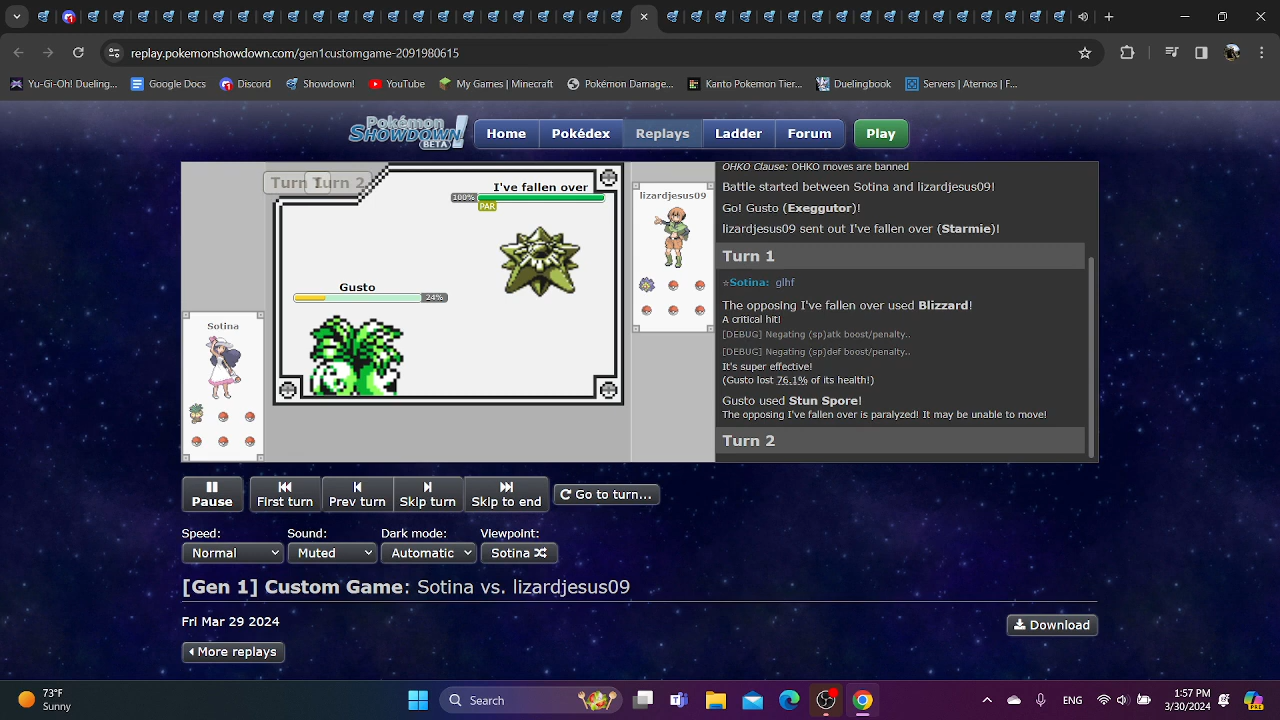 replay.pokemonshowdown.com/gen1customgame-2091980615
Yu-Gi-Oh! Dueling...
Google Docs
Discord
Showdown!
YouTube
My Games | Minecraft
Pokémon Damage...
Kanto Pokemon Tier...
Duelingbook
Servers | Aternos | F...
Pokémon
SHOWDOWN!
BETA
Home
Pokédex
Replays
Ladder
Forum
Play
Turn 1
Turn 2
I've fallen over
100%
PAR
Gusto
24%
Sotina
lizardjesus09
OHKO Clause: OHKO moves are banned
Battle started between Sotina and lizardjesus09!
Go! Gusto (Exeggutor)!
lizardjesus09 sent out I've fallen over (Starmie)!
Turn 1
☆Sotina: glhf
The opposing I've fallen over used Blizzard!
A critical hit!
[DEBUG] Negating (sp)atk boost/penalty..
[DEBUG] Negating (sp)af boost/penalty..
It's super effective!
(Gusto lost 76.1% of its health!)
Gusto used Stun Spore!
The opposing I've fallen over is paralyzed! It may be unable to move!
Turn 2
Pause
First turn
Prev turn
Skip turn
Skip to end
Go to turn...
Speed:
Sound:
Dark mode:
Viewpoint:
Normal
Muted
Automatic
Sotina
[Gen 1] Custom Game: Sotina vs. lizardjesus09
Fri Mar 29 2024
Download
More replays
73°F
Sunny
Search
ENG
1:57 PM
3/30/2024
PRE